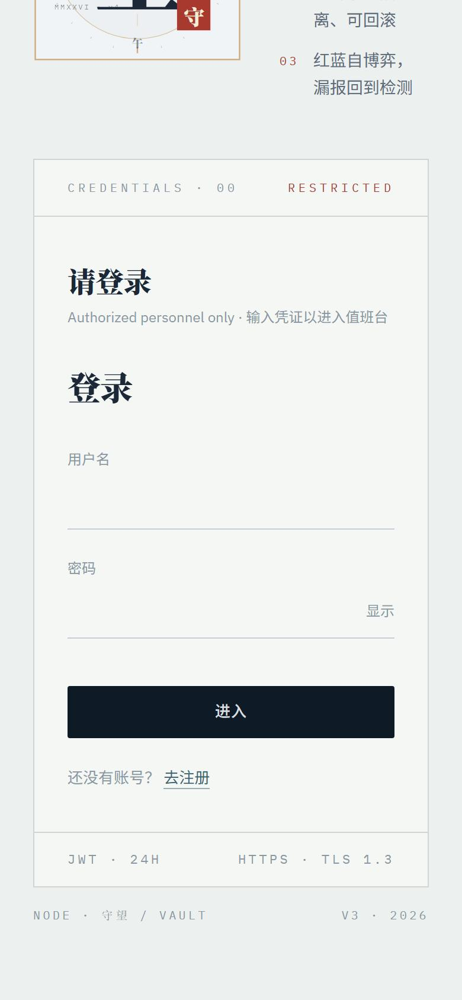 MMXXVI
守
午
离、可回滚
03 红蓝自博弈，
漏报回到检测
CREDENTIALS · 00
RESTRICTED
请登录
Authorized personnel only · 输入凭证以进入值班台
登录
用户名
密码
显示
进入
还没有账号？ 去注册
JWT · 24H
HTTPS · TLS 1.3
NODE · 守望 / VAULT
V3 · 2026